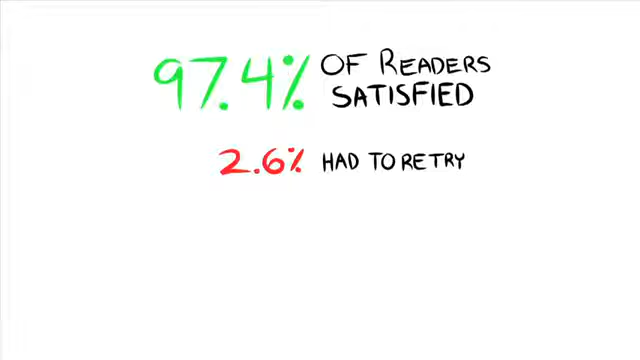 97.4% OF READERS
SATISFIED
2.6% HAD TO RETRY